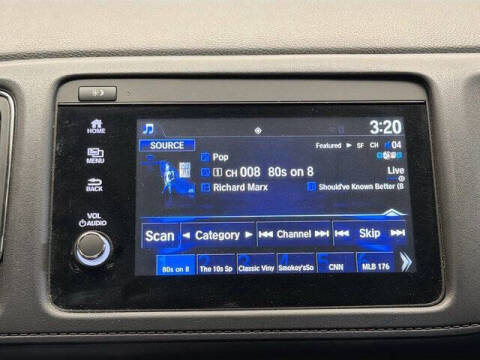 HOME
MENU
BACK
VOL
AUDIO
3:20
SOURCE
Featured ▶ SF CH 04
Pop
1 CH 008 80s on 8
Live
Richard Marx
Should've Known Better (8
Scan ◀ Category ▶ Channel Skip
80s on 8 The 10s Sp Classic Viny Smokey'sSo CNN MLB 176